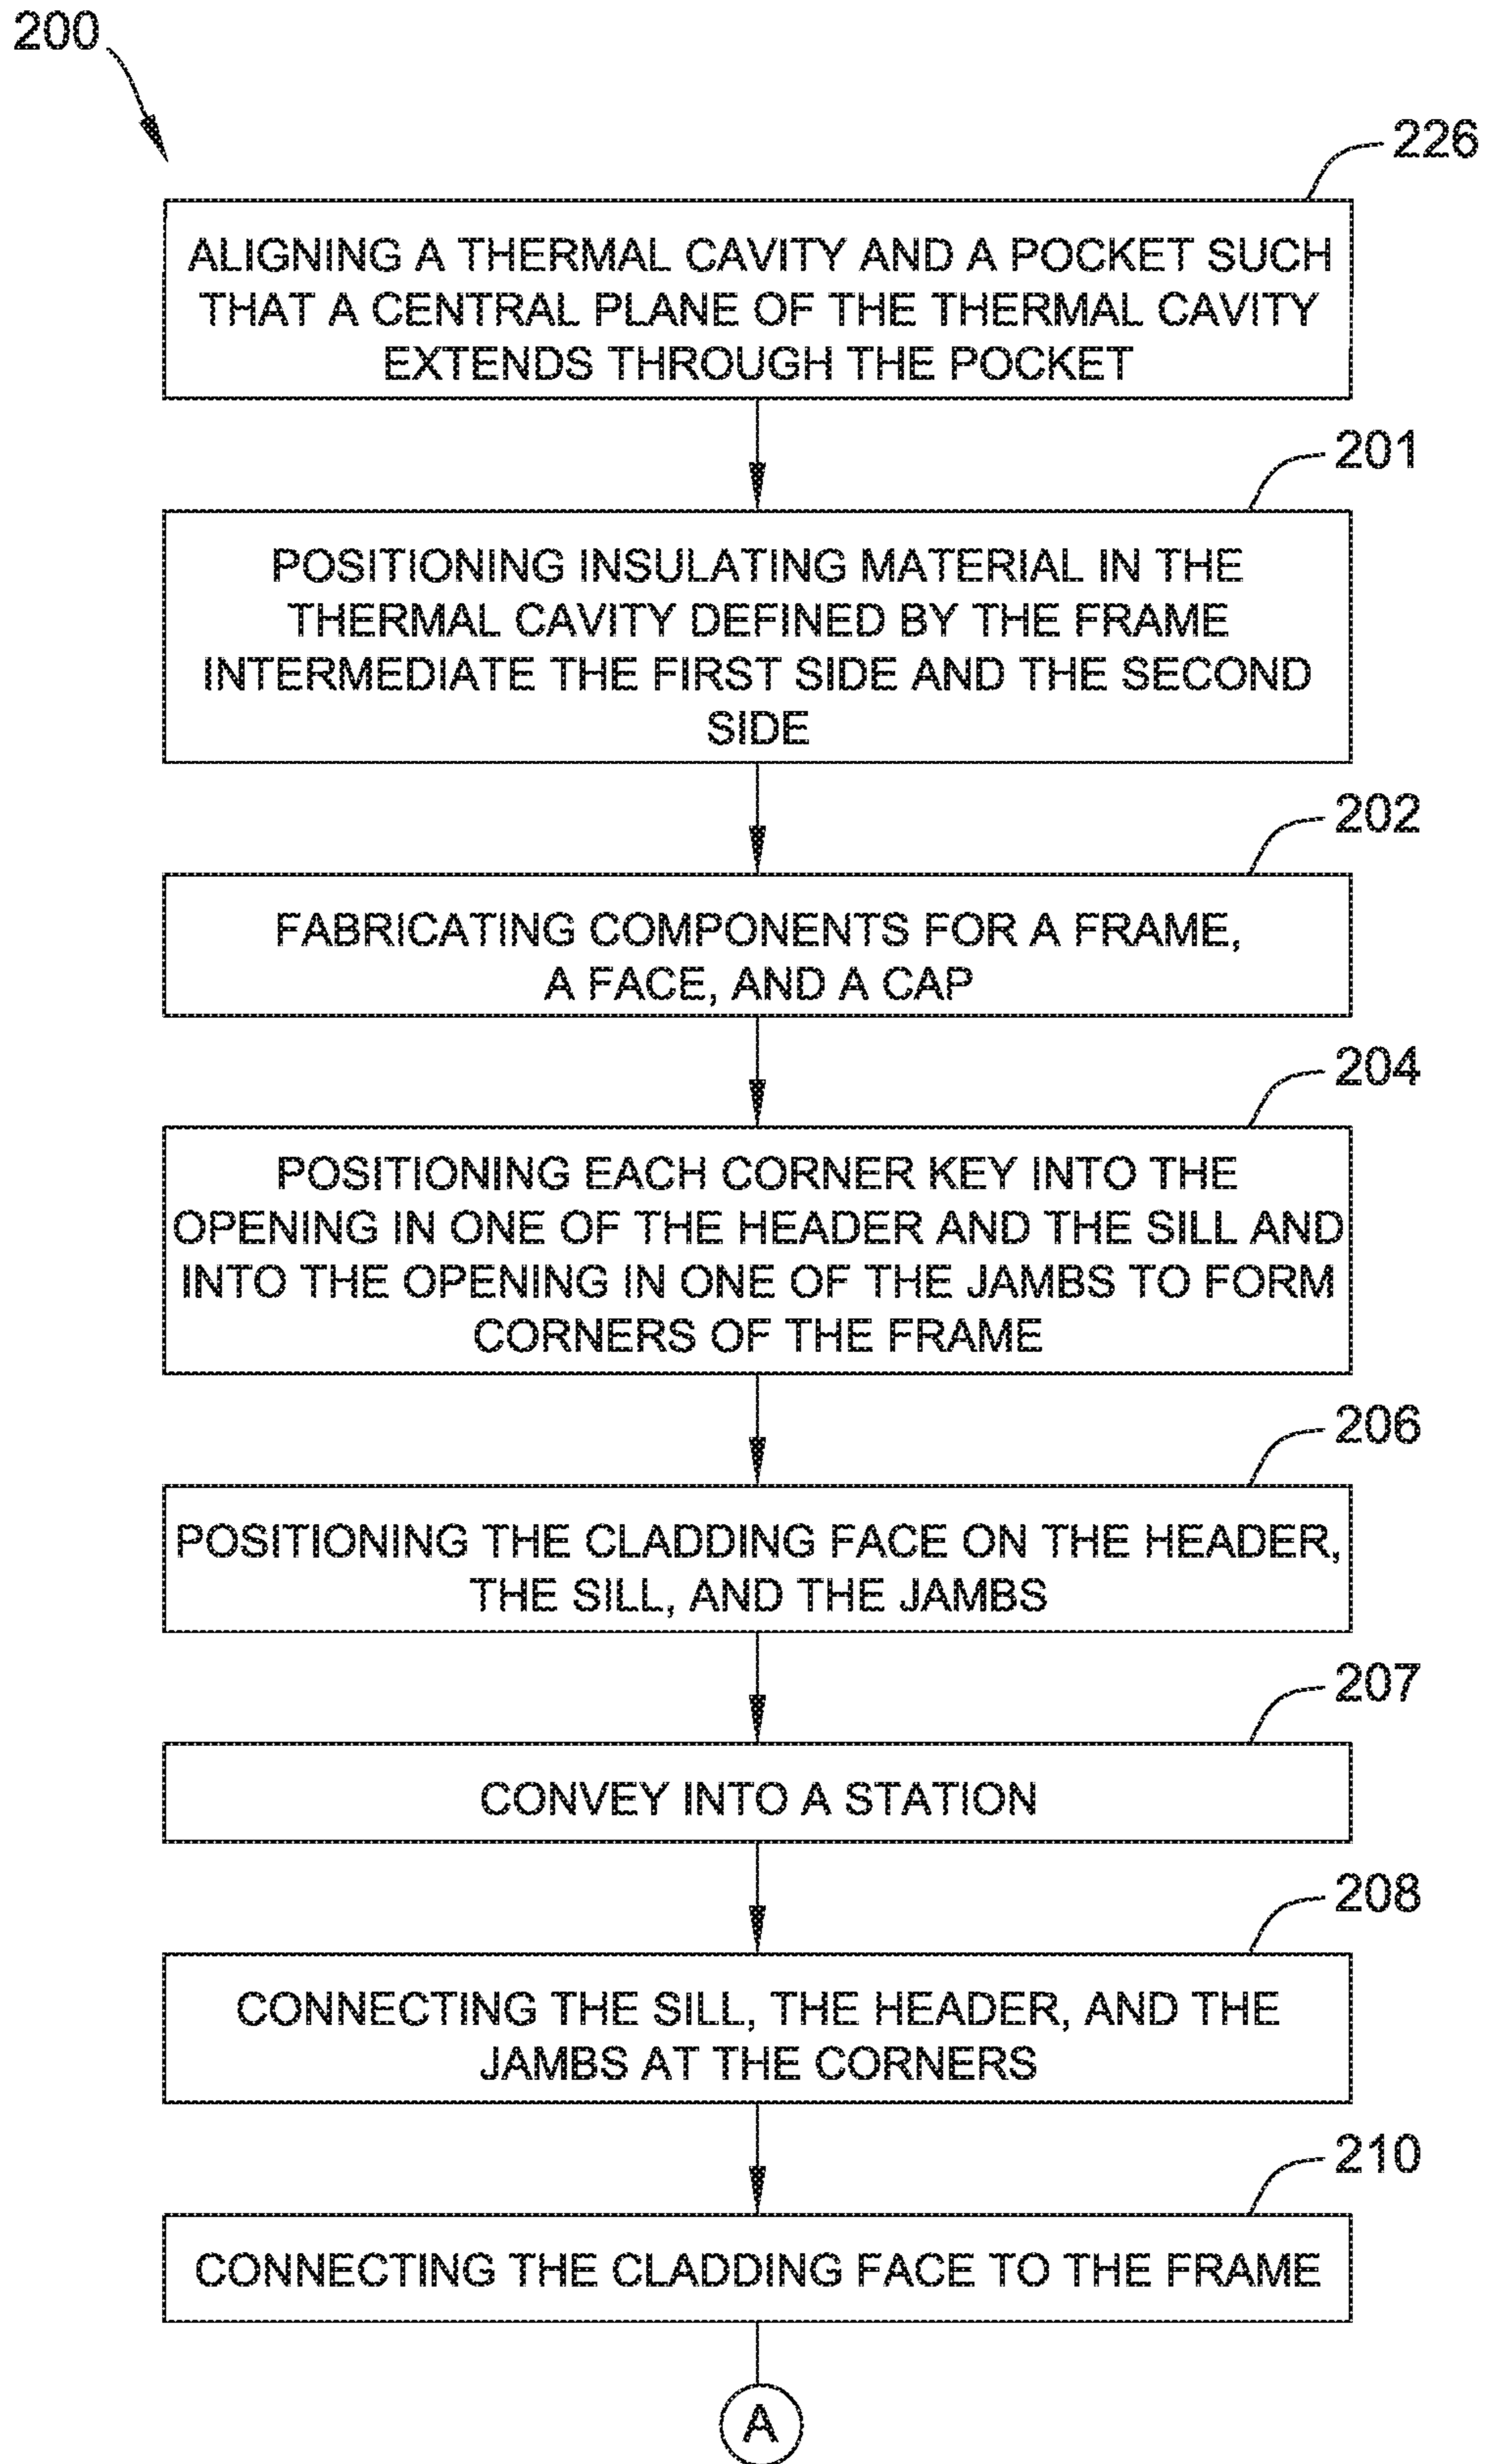 200
226
ALIGNING A THERMAL CAVITY AND A POCKET SUCH
THAT A CENTRAL PLANE OF THE THERMAL CAVITY
EXTENDS THROUGH THE POCKET
201
POSITIONING INSULATING MATERIAL IN THE
THERMAL CAVITY DEFINED BY THE FRAME
INTERMEDIATE THE FIRST SIDE AND THE SECOND
SIDE
202
FABRICATING COMPONENTS FOR A FRAME,
A FACE, AND A CAP
204
POSITIONING EACH CORNER KEY INTO THE
OPENING IN ONE OF THE HEADER AND THE SILL AND
INTO THE OPENING IN ONE OF THE JAMBS TO FORM
CORNERS OF THE FRAME
206
POSITIONING THE CLADDING FACE ON THE HEADER,
THE SILL, AND THE JAMBS
207
CONVEY INTO A STATION
208
CONNECTING THE SILL, THE HEADER, AND THE
JAMBS AT THE CORNERS
210
CONNECTING THE CLADDING FACE TO THE FRAME
A